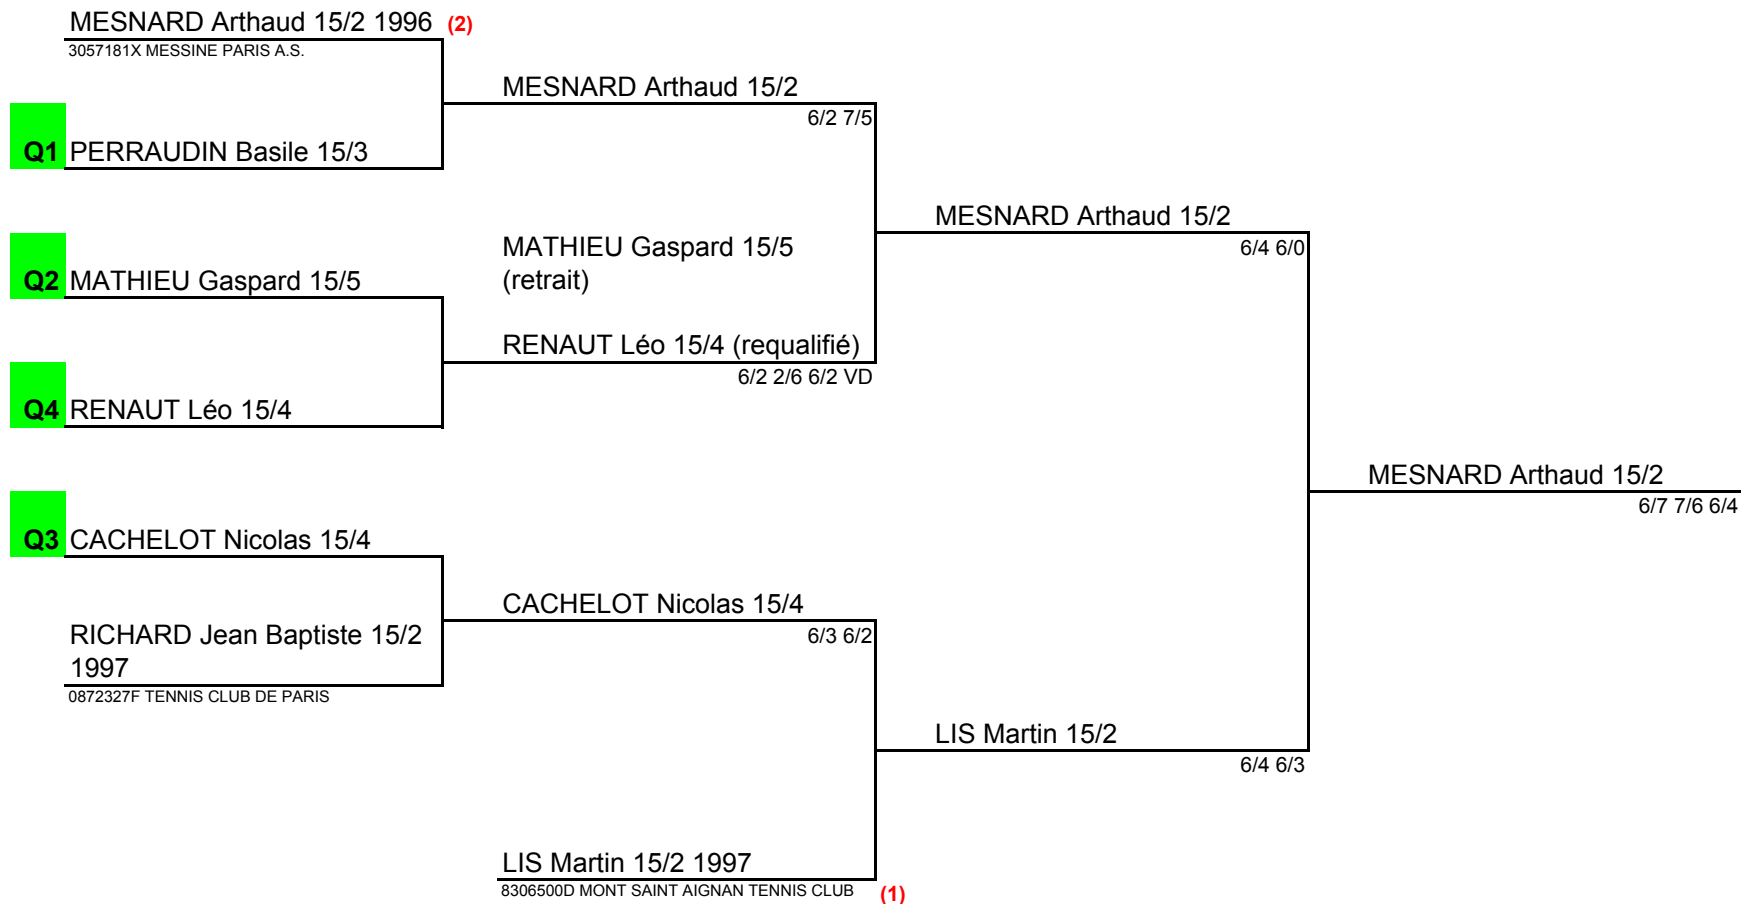 MESNARD Arthaud 15/2 1996 (2)
3057181X MESSINE PARIS A.S.
MESNARD Arthaud 15/2
6/2 7/5
Q1 PERRAUDIN Basile 15/3
MESNARD Arthaud 15/2
6/4 6/0
MATHIEU Gaspard 15/5
(retrait)
Q2 MATHIEU Gaspard 15/5
RENAUT Léo 15/4 (requalifié)
6/2 2/6 6/2 VD
Q4 RENAUT Léo 15/4
MESNARD Arthaud 15/2
6/7 7/6 6/4
Q3 CACHELOT Nicolas 15/4
CACHELOT Nicolas 15/4
6/3 6/2
RICHARD Jean Baptiste 15/2
1997
0872327F TENNIS CLUB DE PARIS
LIS Martin 15/2
6/4 6/3
LIS Martin 15/2 1997
8306500D MONT SAINT AIGNAN TENNIS CLUB (1)